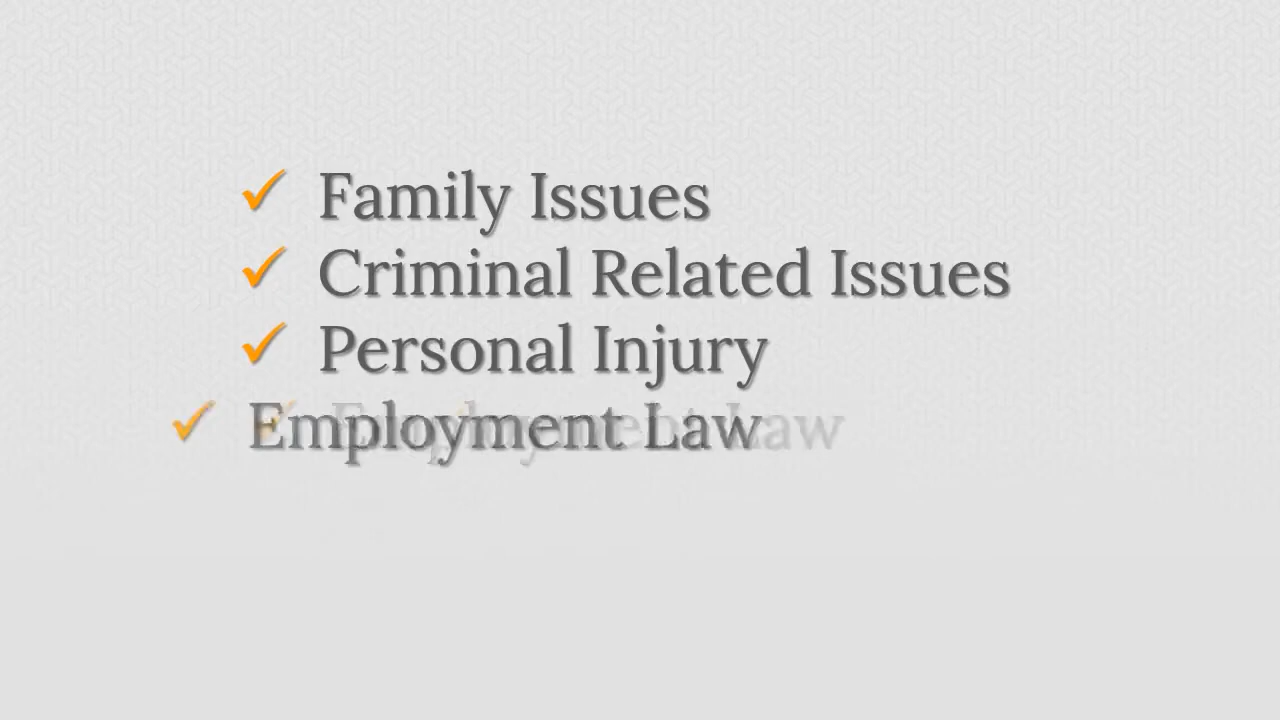 Family Issues
Criminal Related Issues
Personal Injury
Employment Law